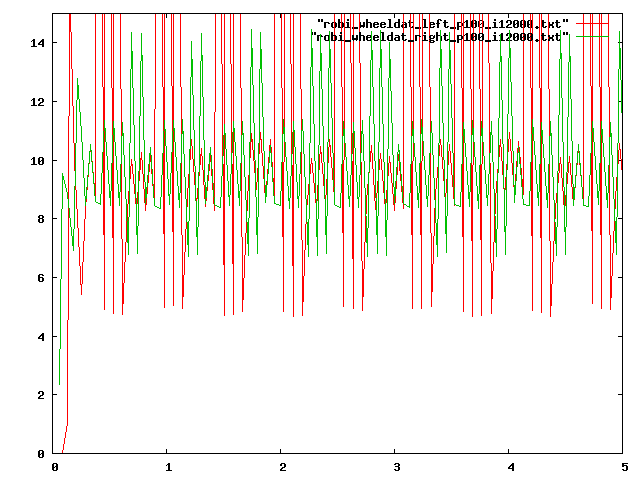 "robi_wheeldat_left_p100_i12000.txt"
"robi_wheeldat_right_p100_i12000.txt"
14
12
10
8
6
4
2
0
0 1 2 3 4 5